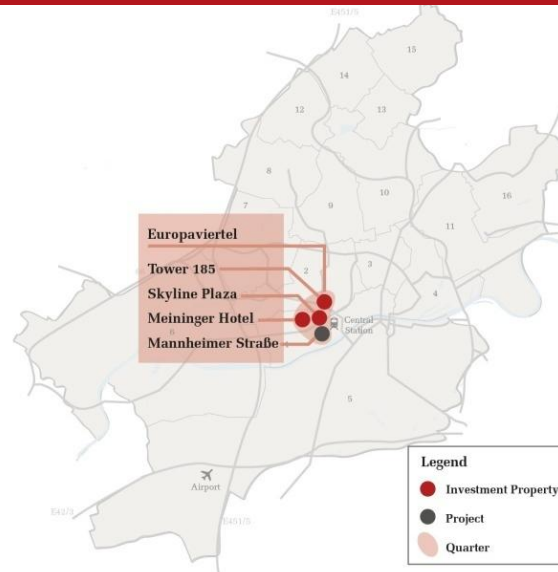 E451/5
15
14
12
13
8
10
16
9
7
11
Europaviertel
Tower 185
2
3
Skyline Plaza
4
Meininger Hotel
Central
Station
6
Mannheimer Straße
5
Airport
E42/3
E451/5
Legend
Investment Property
Project
Quarter